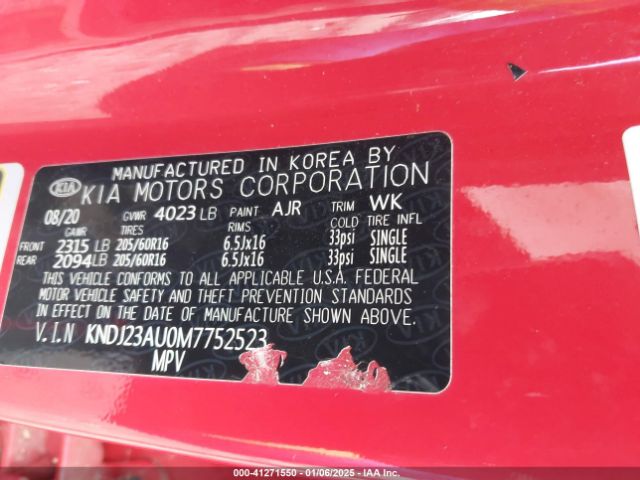 MANUFACTURED IN KOREA BY
KIA KIA MOTORS CORPORATION
08/20 GVWR 4023 LB PAINT AJR TRIM WK
GAWR TIRES RIMS COLD TIRE INFL
FRONT 2315 LB 205/60R16 6.5Jx16 33psi SINGLE
REAR 2094 LB 205/60R16 6.5Jx16 33psi SINGLE
THIS VEHICLE CONFORMS TO ALL APPLICABLE U.S.A. FEDERAL
MOTOR VEHICLE SAFETY AND THEFT PREVENTION STANDARDS
IN EFFECT ON THE DATE OF MANUFACTURE SHOWN ABOVE.
V.I.N KNDJ23AU0M7752523
MPV
000-41271550 | 01/06/2025 | IAAI.com